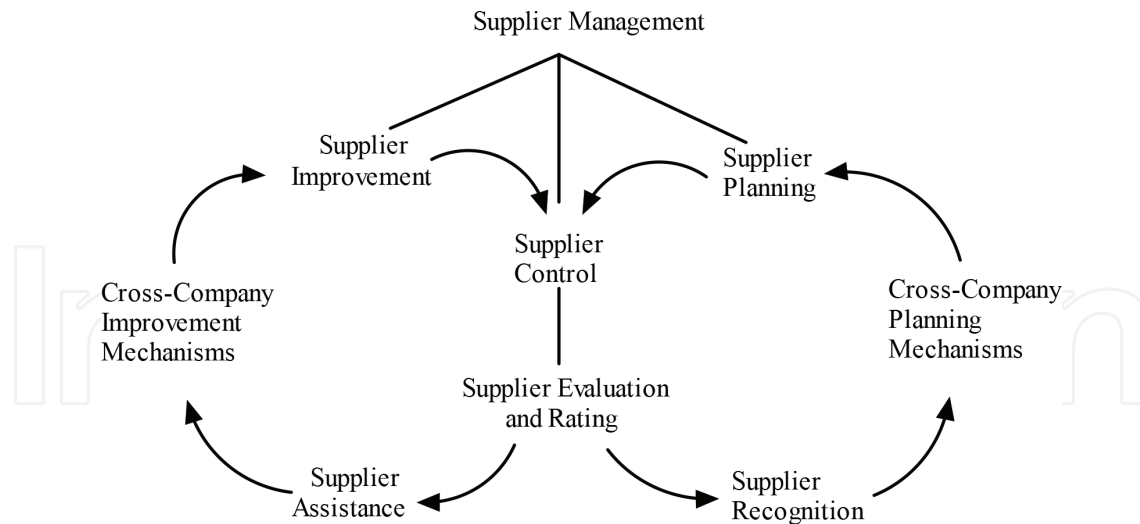 Supplier Management
Supplier
Improvement
Supplier
Planning
Supplier
Control
Cross-Company
Improvement
Mechanisms
Cross-Company
Planning
Mechanisms
Supplier Evaluation
and Rating
Supplier
Assistance
Supplier
Recognition